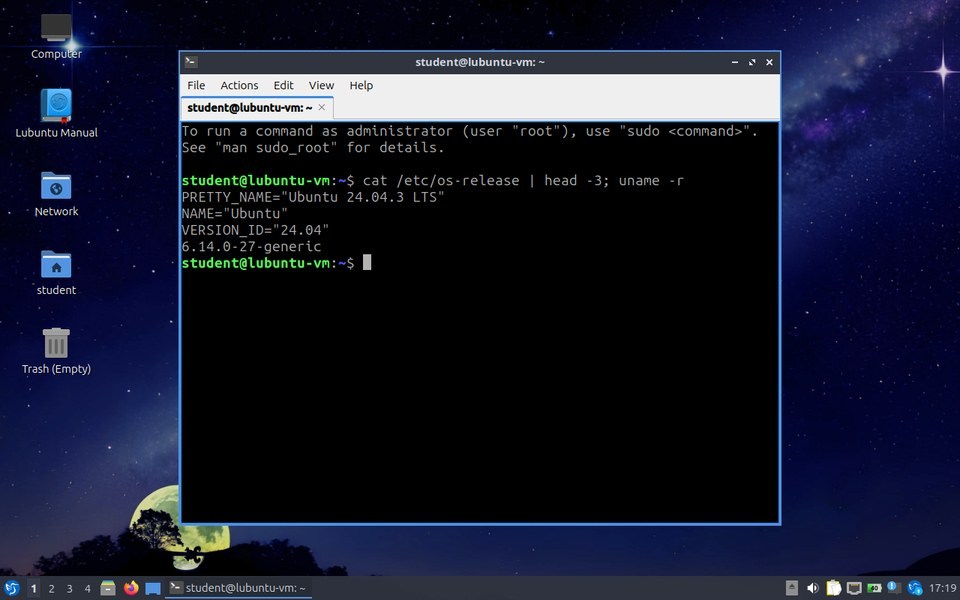 Computer
Lubuntu Manual
Network
student
Trash (Empty)
student@lubuntu-vm: ~
File Actions Edit View Help
student@lubuntu-vm: ~
To run a command as administrator (user "root"), use "sudo <command>".
See "man sudo_root" for details.
student@lubuntu-vm:~$ cat /etc/os-release | head -3; uname -r
PRETTY_NAME="Ubuntu 24.04.3 LTS"
NAME="Ubuntu"
VERSION_ID="24.04"
6.14.0-27-generic
student@lubuntu-vm:~$
1 2 3 4 student@lubuntu-vm: ~ 17:19